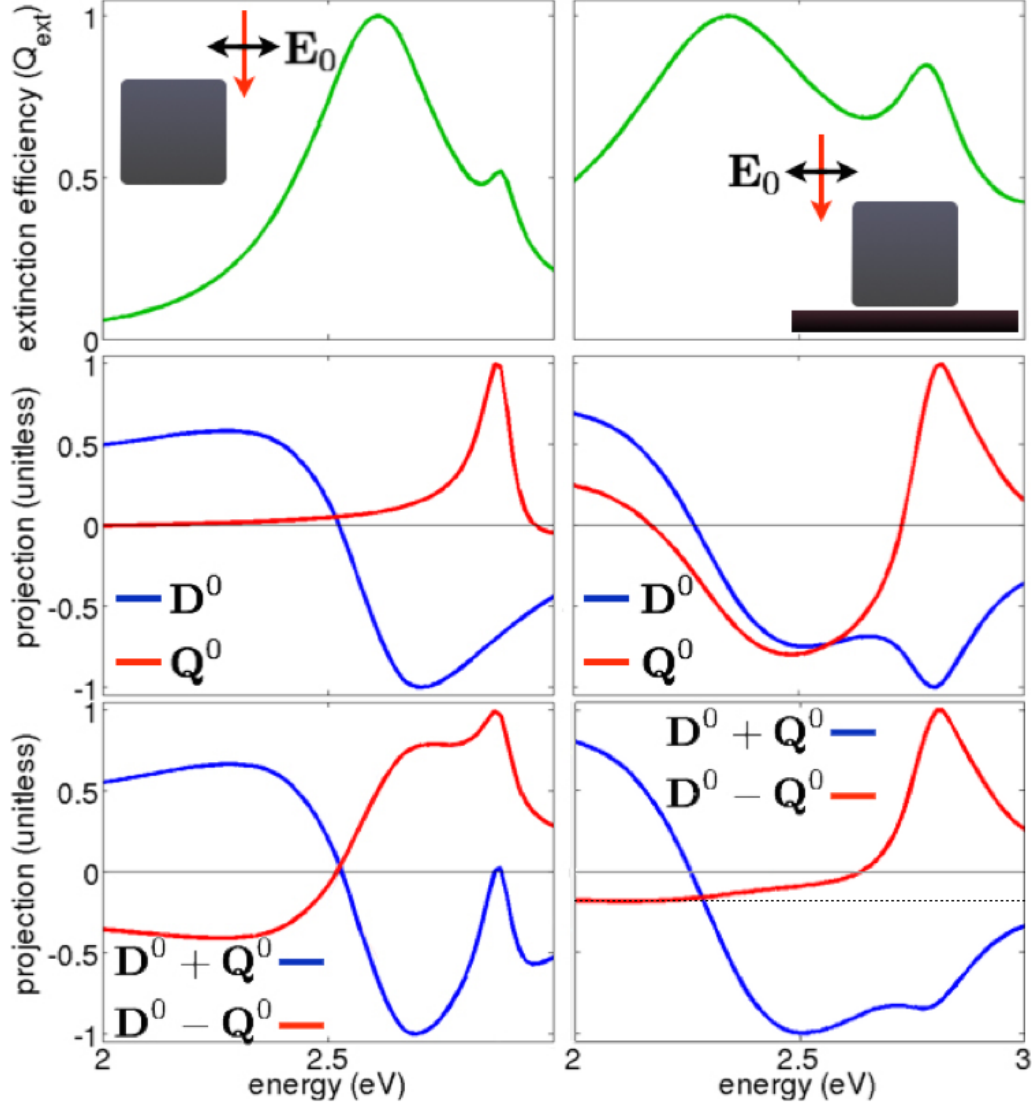 extinction efficiency (Q_ext)
1
0.5
0
E₀
E₀
projection (unitless)
1
0.5
0
-0.5
-1
D⁰
Q⁰
D⁰
Q⁰
projection (unitless)
1
0.5
0
-0.5
-1
D⁰ + Q⁰
D⁰ − Q⁰
D⁰ + Q⁰
D⁰ − Q⁰
2 2.5 2 2.5 3
energy (eV) energy (eV)